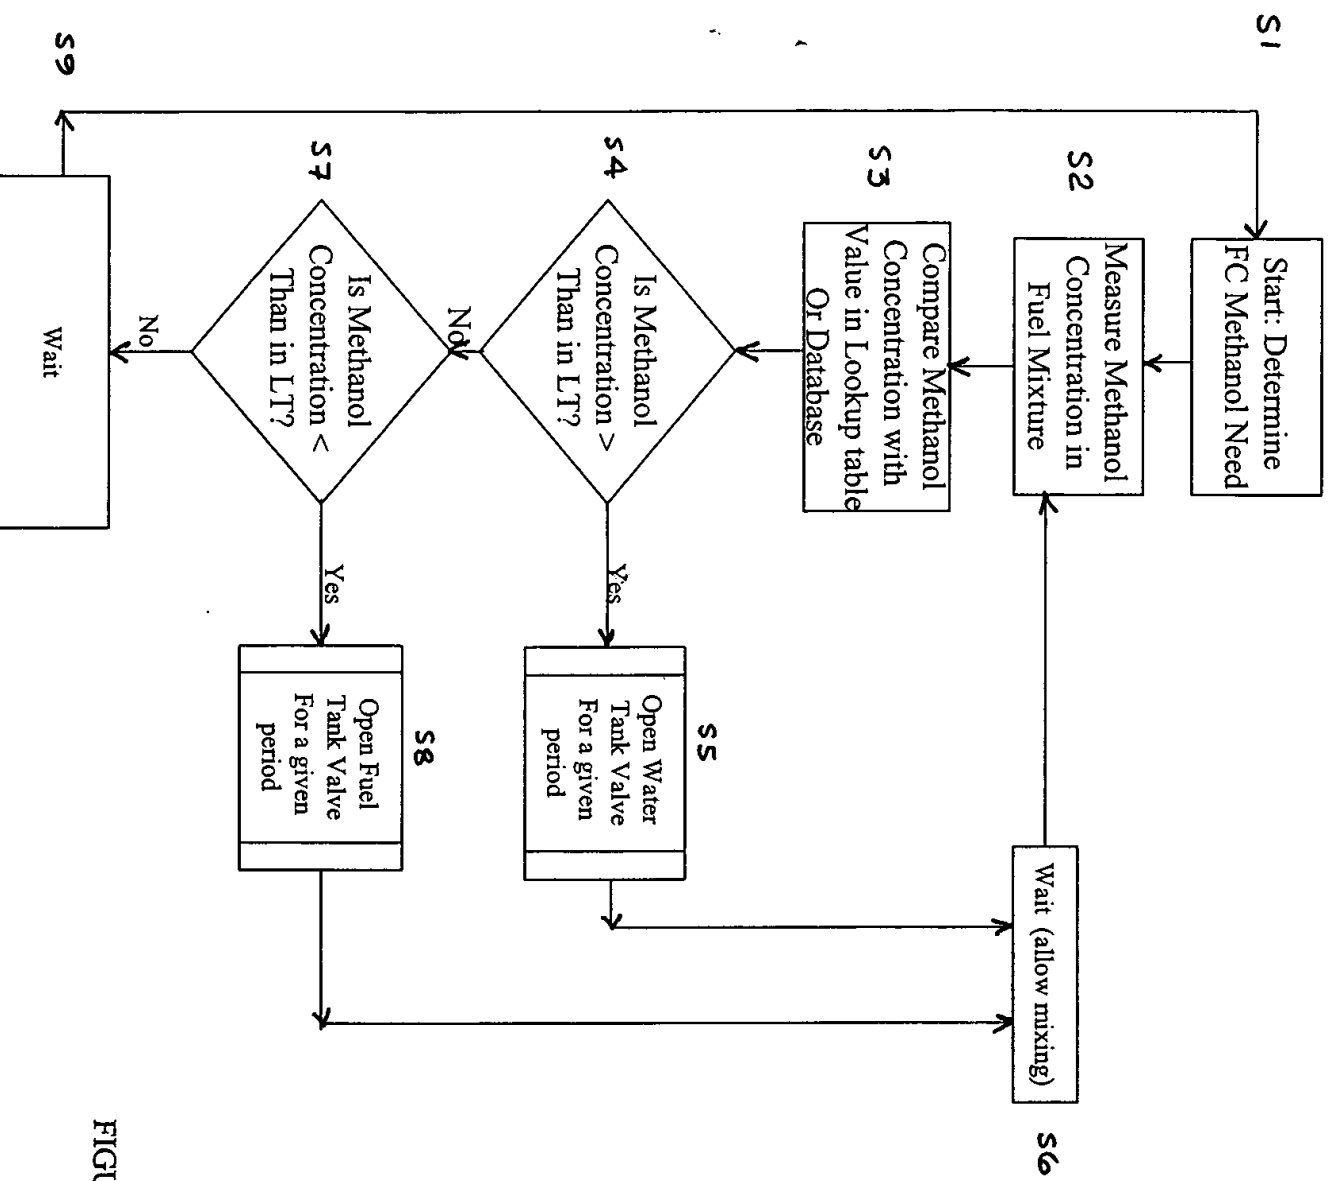 S1
Start: Determine
FC Methanol Need
S2
Measure Methanol
Concentration in
Fuel Mixture
S3
Compare Methanol
Concentration with
Value in Lookup table
Or Database
S4
Is Methanol
Concentration >
Than in LT?
Yes
No
S5
Open Water
Tank Valve
For a given
period
Wait (allow mixing)
S6
S7
Is Methanol
Concentration <
Than in LT?
Yes
No
S8
Open Fuel
Tank Valve
For a given
period
S9
Wait